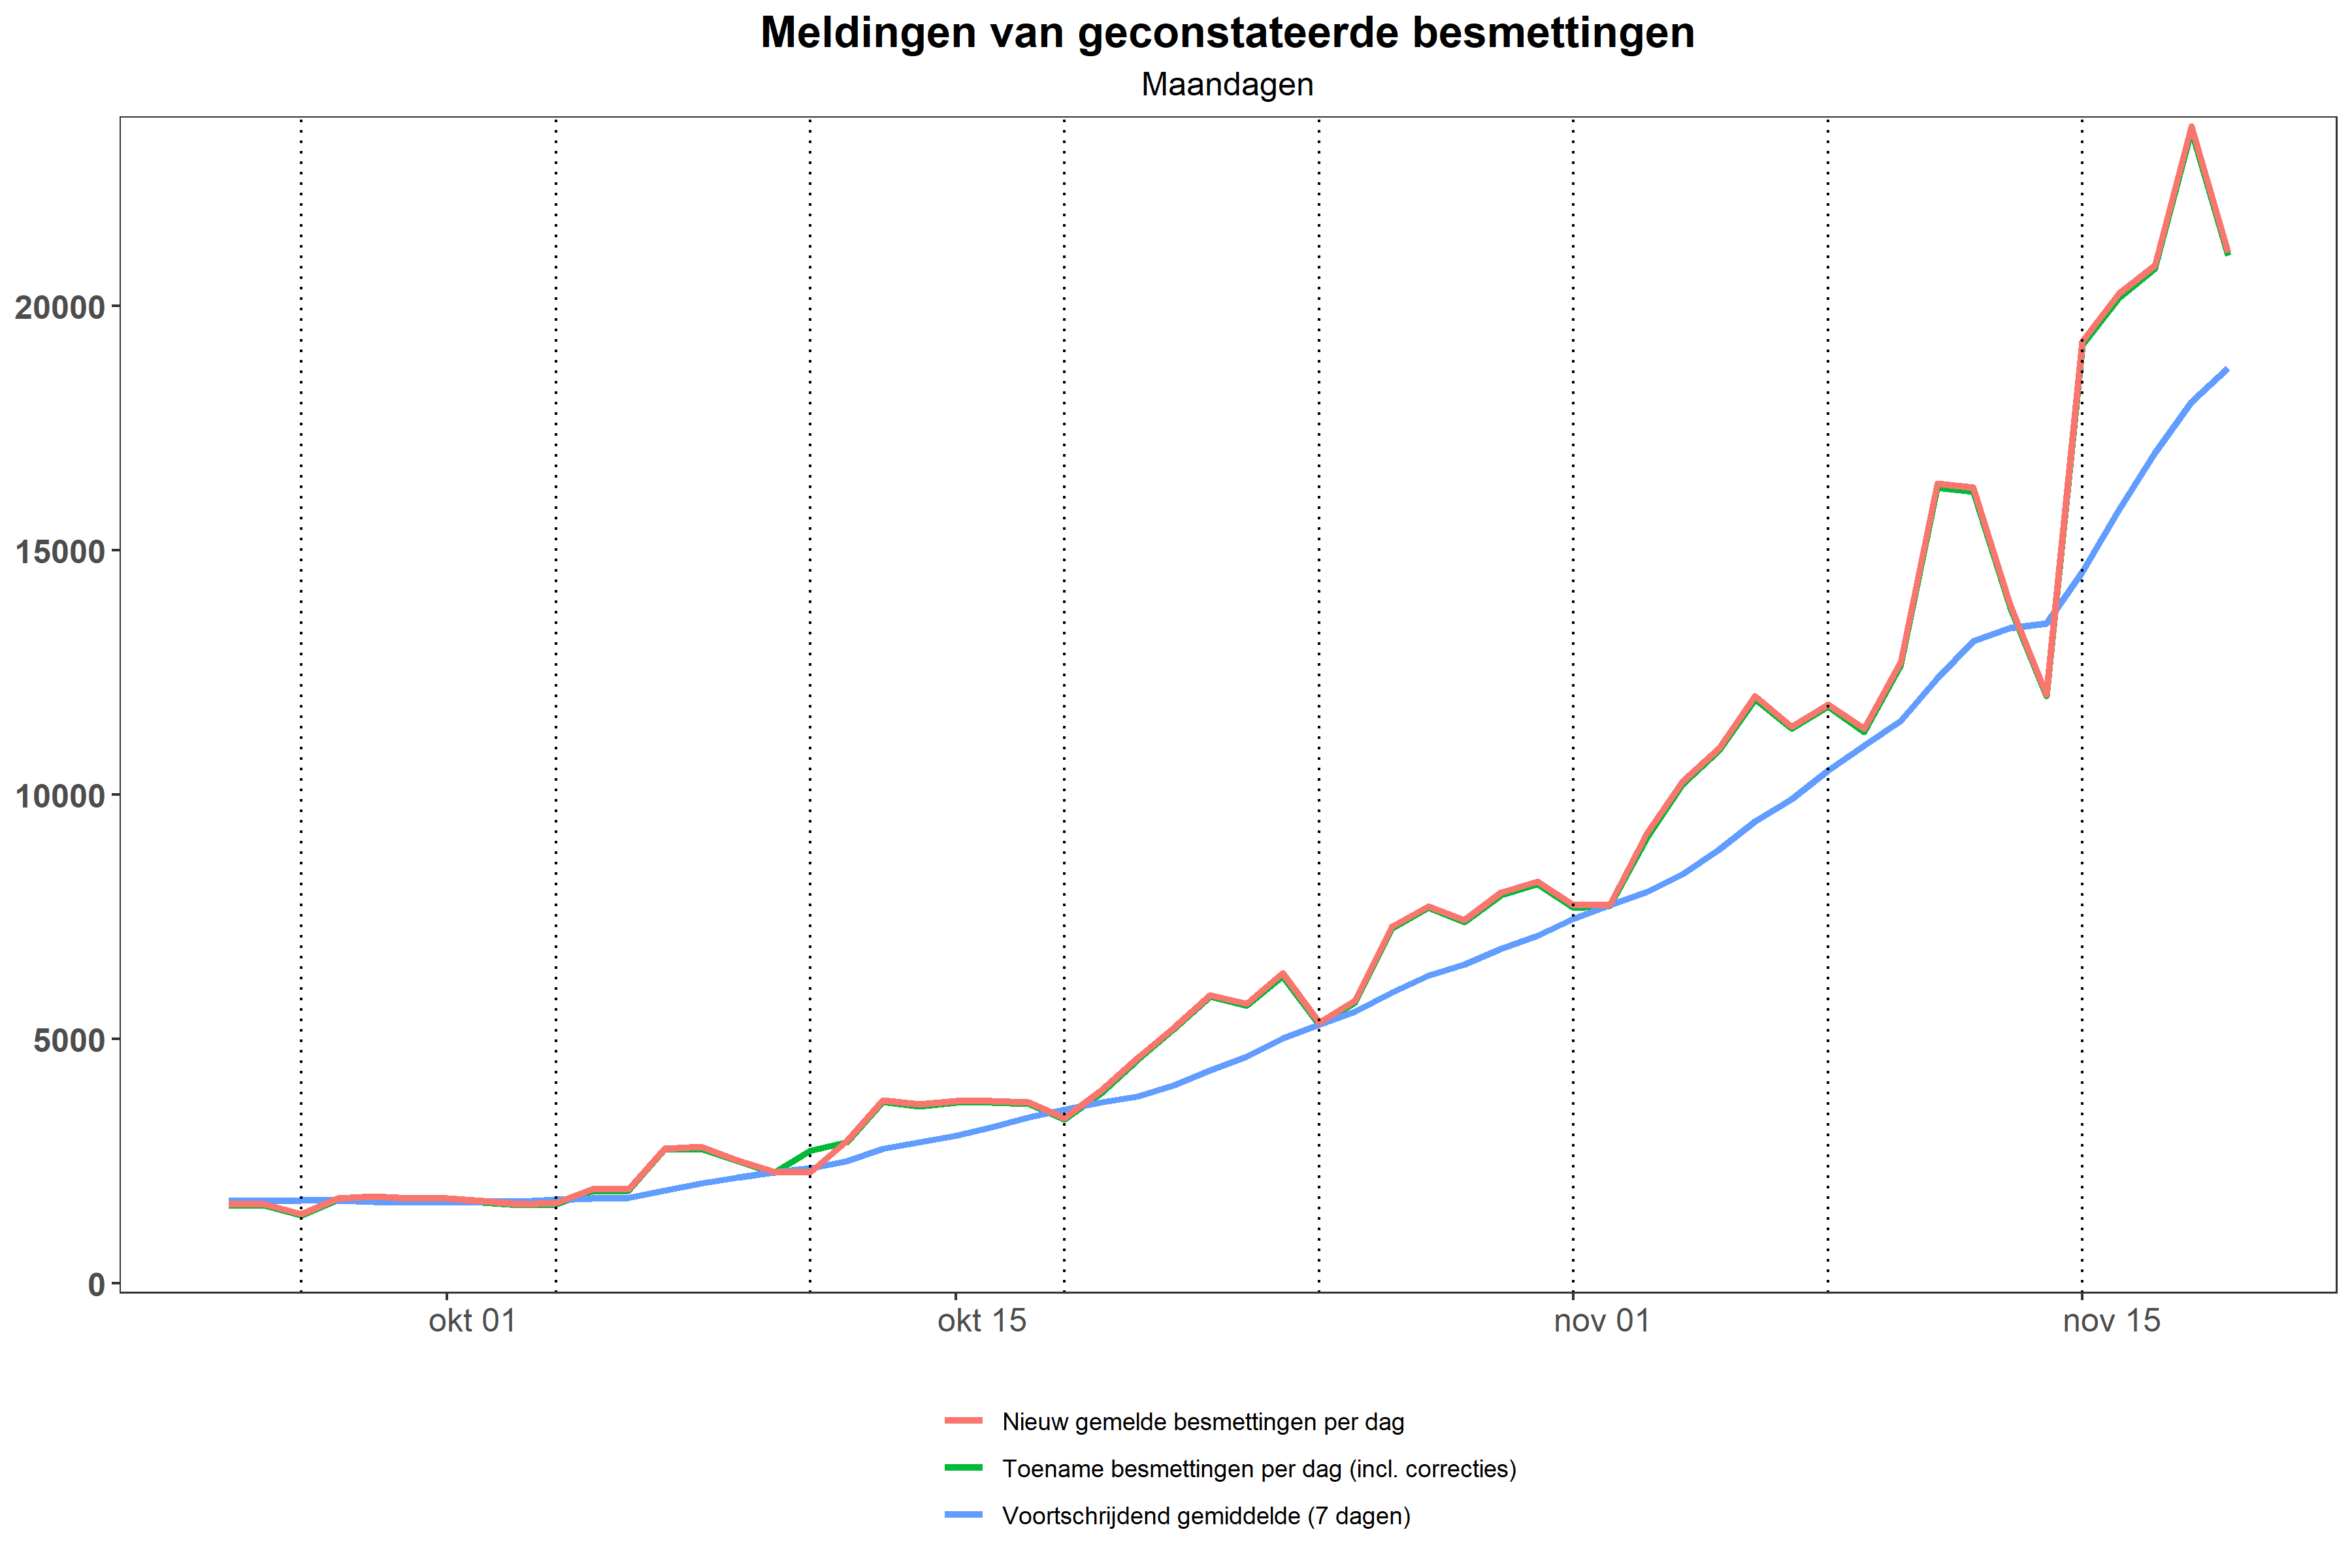 Meldingen van geconstateerde besmettingen
Maandagen
20000
15000
10000
5000
0
okt 01
okt 15
nov 01
nov 15
Nieuw gemelde besmettingen per dag
Toename besmettingen per dag (incl. correcties)
Voortschrijdend gemiddelde (7 dagen)